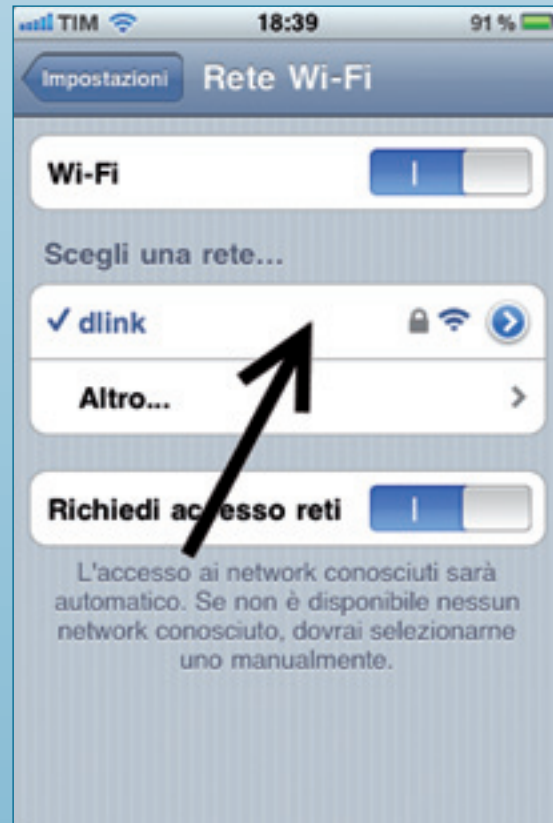 TIM 18:39 91 %
Impostazioni Rete Wi-Fi
Wi-Fi
Scegli una rete...
✓ dlink
Altro...
Richiedi accesso reti
L'accesso ai network conosciuti sarà
automatico. Se non è disponibile nessun
network conosciuto, dovrai selezionarne
uno manualmente.